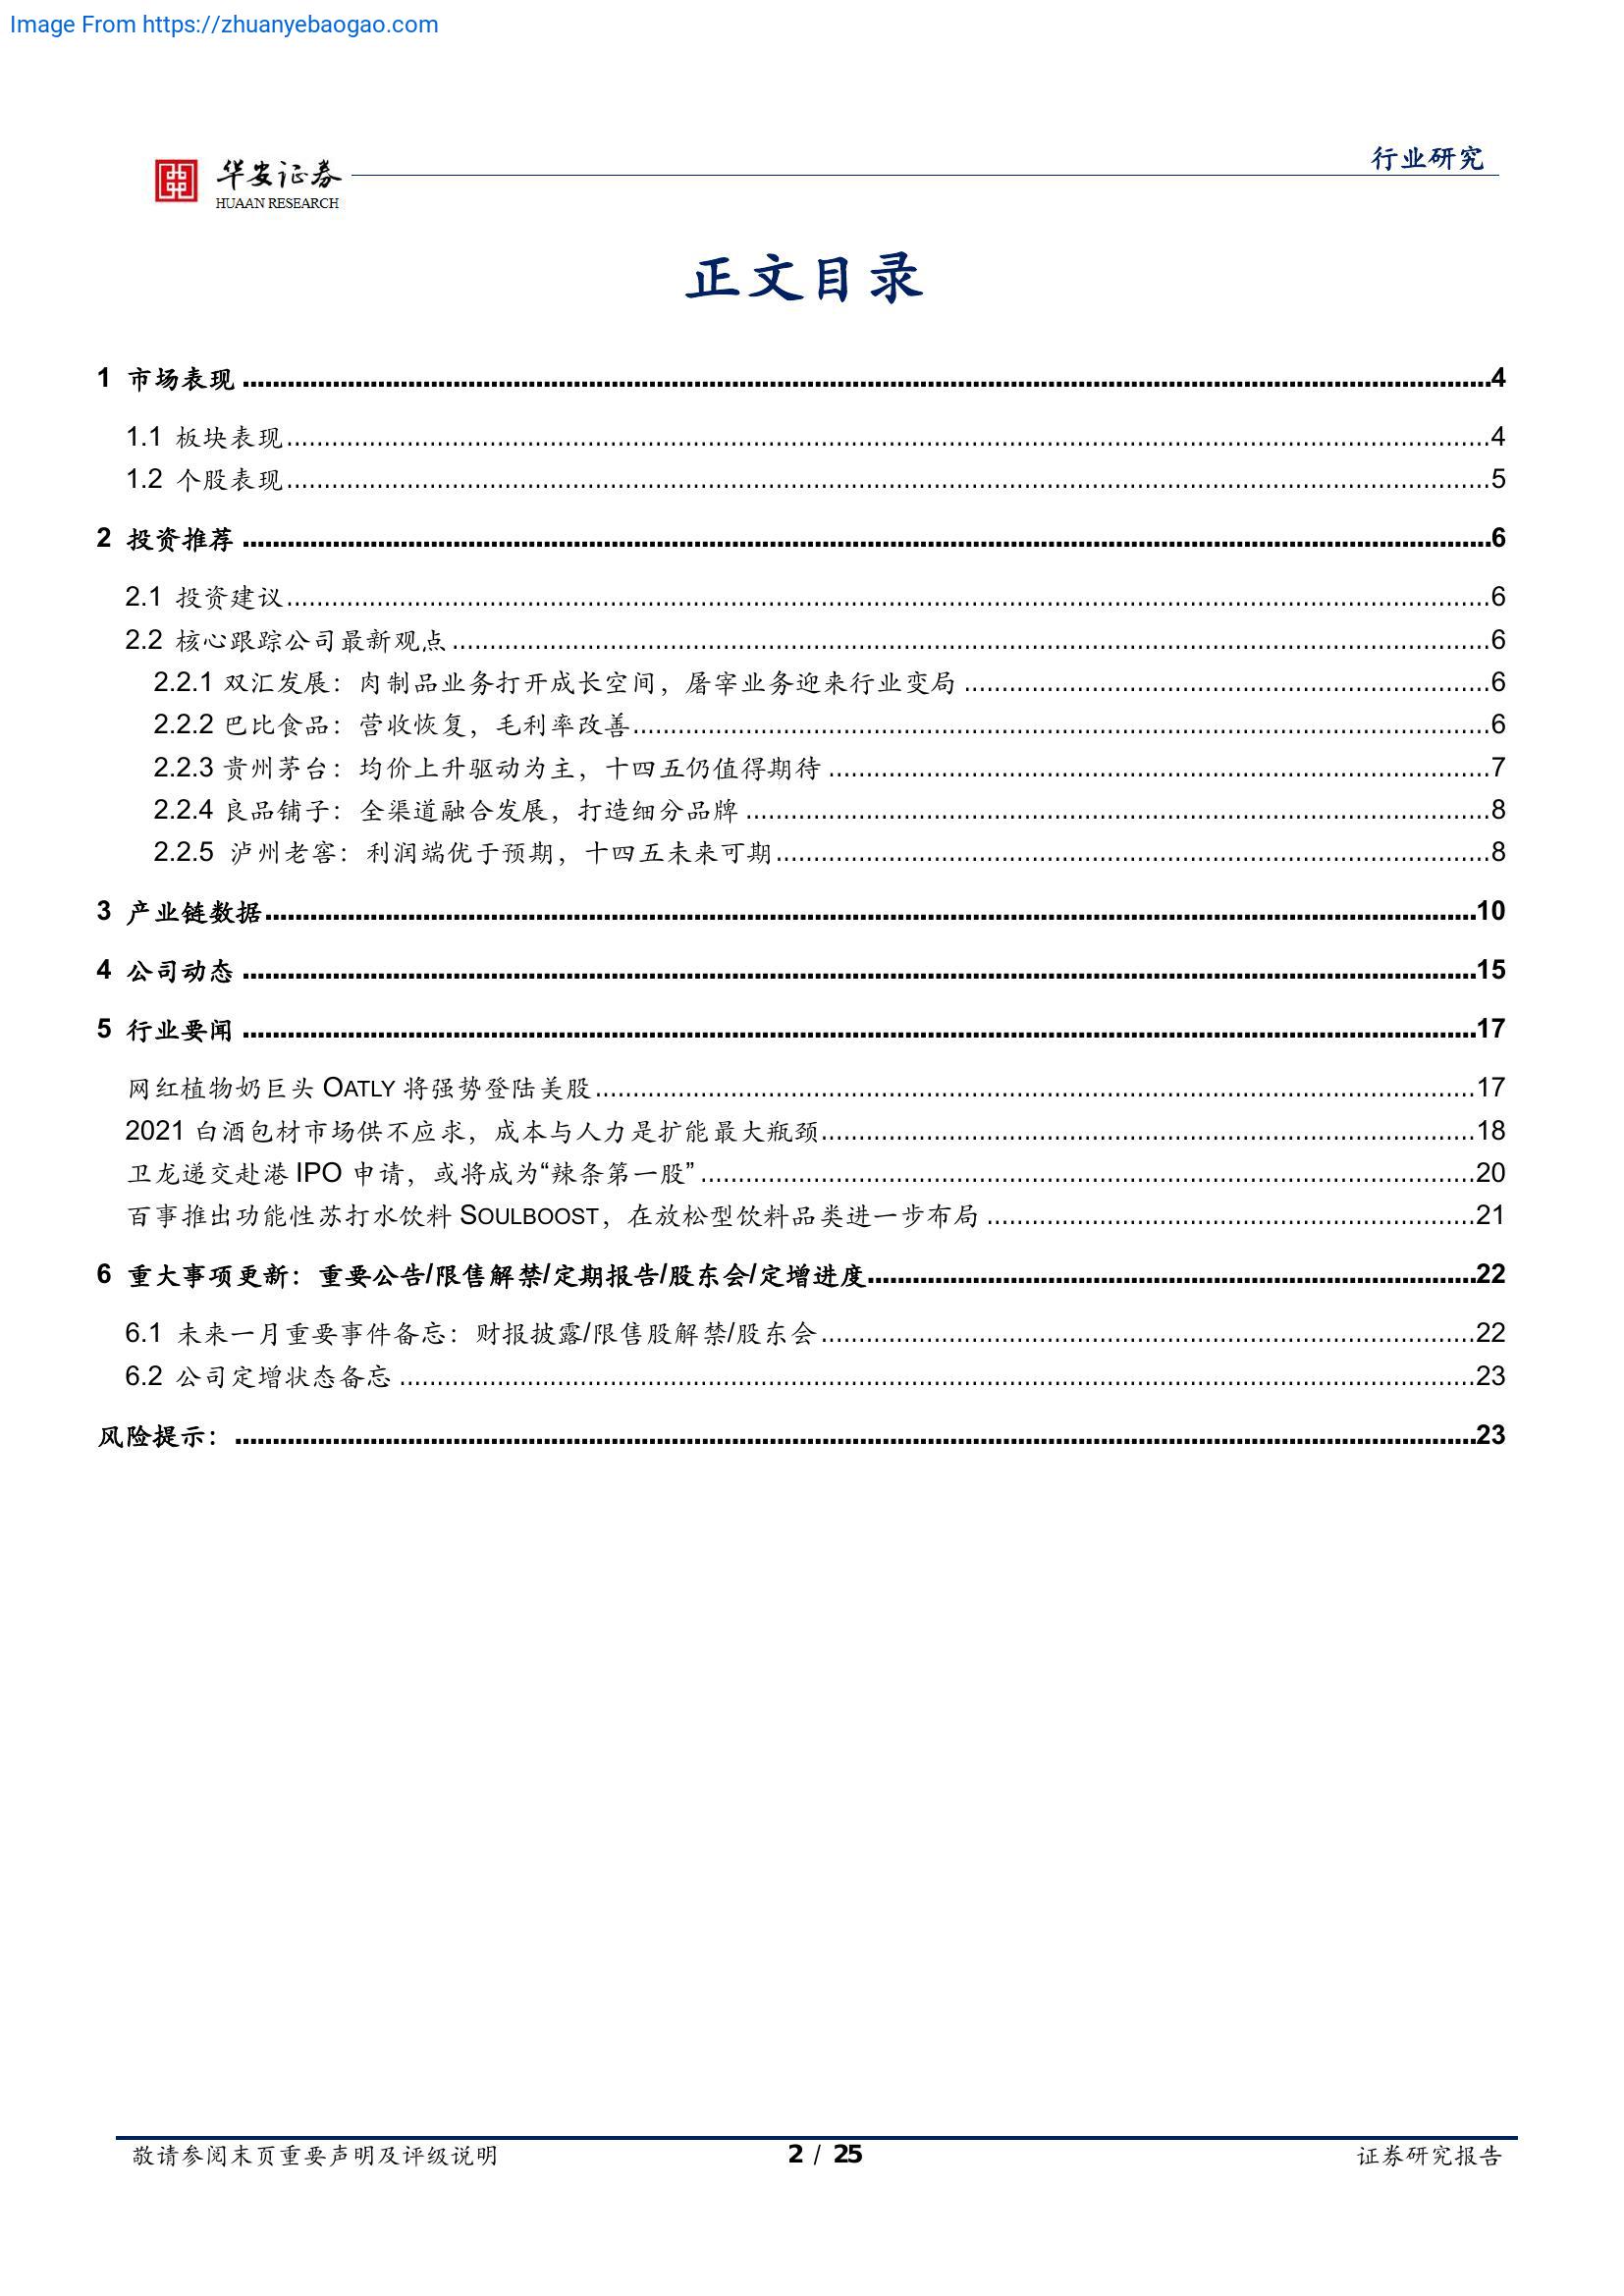 Image From https://zhuanyebaogao.com
行业研究
华安证券
HUAAN RESEARCH
正文目录
1 市场表现 ........................................ 4
1.1 板块表现 ........................................ 4
1.2 个股表现 ........................................ 5
2 投资推荐 ........................................ 6
2.1 投资建议 ........................................ 6
2.2 核心跟踪公司最新观点 ........................................ 6
2.2.1 双汇发展：肉制品业务打开成长空间，屠宰业务迎来行业变局 ........................................ 6
2.2.2 巴比食品：营收恢复，毛利率改善 ........................................ 6
2.2.3 贵州茅台：均价上升驱动为主，十四五仍值得期待 ........................................ 7
2.2.4 良品铺子：全渠道融合发展，打造细分品牌 ........................................ 8
2.2.5 泸州老窖：利润端优于预期，十四五未来可期 ........................................ 8
3 产业链数据 ........................................ 10
4 公司动态 ........................................ 15
5 行业要闻 ........................................ 17
网红植物奶巨头 OATLY 将强势登陆美股 ........................................ 17
2021 白酒包材市场供不应求，成本与人力是扩能最大瓶颈 ........................................ 18
卫龙递交赴港 IPO 申请，或将成为“辣条第一股” ........................................ 20
百事推出功能性苏打水饮料 SOULBOOST，在放松型饮料品类进一步布局 ........................................ 21
6 重大事项更新：重要公告/限售解禁/定期报告/股东会/定增进度 ........................................ 22
6.1 未来一月重要事件备忘：财报披露/限售股解禁/股东会 ........................................ 22
6.2 公司定增状态备忘 ........................................ 23
风险提示： ........................................ 23
敬请参阅末页重要声明及评级说明 2 / 25 证券研究报告